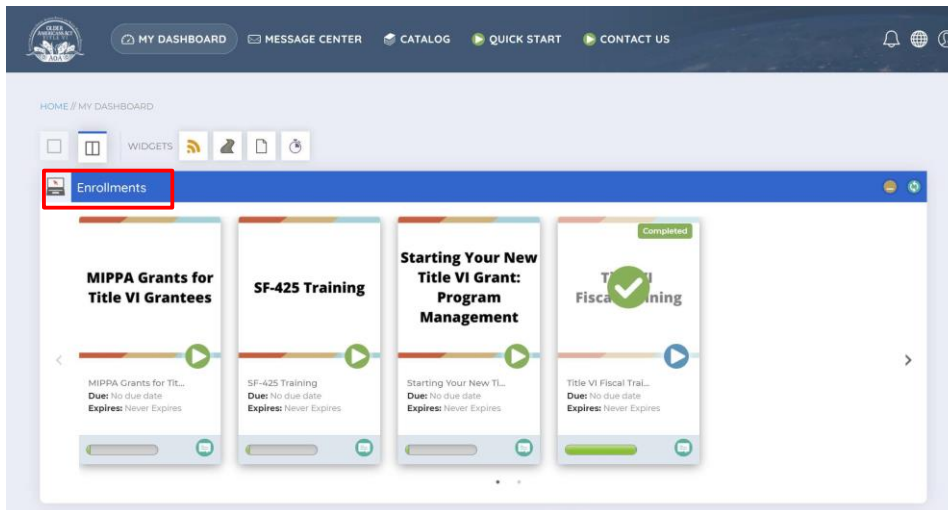 OLDER
AMERICANS ACT
TITLE VI
AOA
MY DASHBOARD
MESSAGE CENTER
CATALOG
QUICK START
CONTACT US
HOME // MY DASHBOARD
WIDGETS
Enrollments
MIPPA Grants for
Title VI Grantees
MIPPA Grants for Tit...
Due: No due date
Expires: Never Expires
SF-425 Training
SF-425 Training
Due: No due date
Expires: Never Expires
Starting Your New
Title VI Grant:
Program
Management
Starting Your New Ti...
Due: No due date
Expires: Never Expires
Completed
Title VI Fiscal Trai...
Due: No due date
Expires: Never Expires